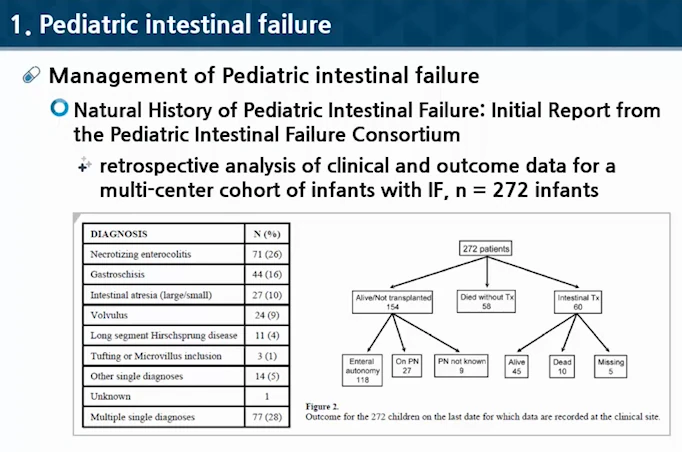 1. Pediatric intestinal failure
Management of Pediatric intestinal failure
Natural History of Pediatric Intestinal Failure: Initial Report from
the Pediatric Intestinal Failure Consortium
retrospective analysis of clinical and outcome data for a
multi-center cohort of infants with IF, n = 272 infants
DIAGNOSIS N (%)
Necrotizing enterocolitis 71 (26)
Gastroschisis 44 (16)
Intestinal atresia (large/small) 27 (10)
Volvulus 24 (9)
Long segment Hirschsprung disease 11 (4)
Tufting or Microvillus inclusion 3 (1)
Other single diagnoses 14 (5)
Unknown 1
Multiple single diagnoses 77 (28)
272 patients
Alive/Not transplanted
154
Died without Tx
58
Intestinal Tx
60
Enteral
autonomy
118
On PN
27
PN not known
9
Alive
45
Dead
10
Missing
5
Figure 2.
Outcome for the 272 children on the last date for which data are recorded at the clinical site.